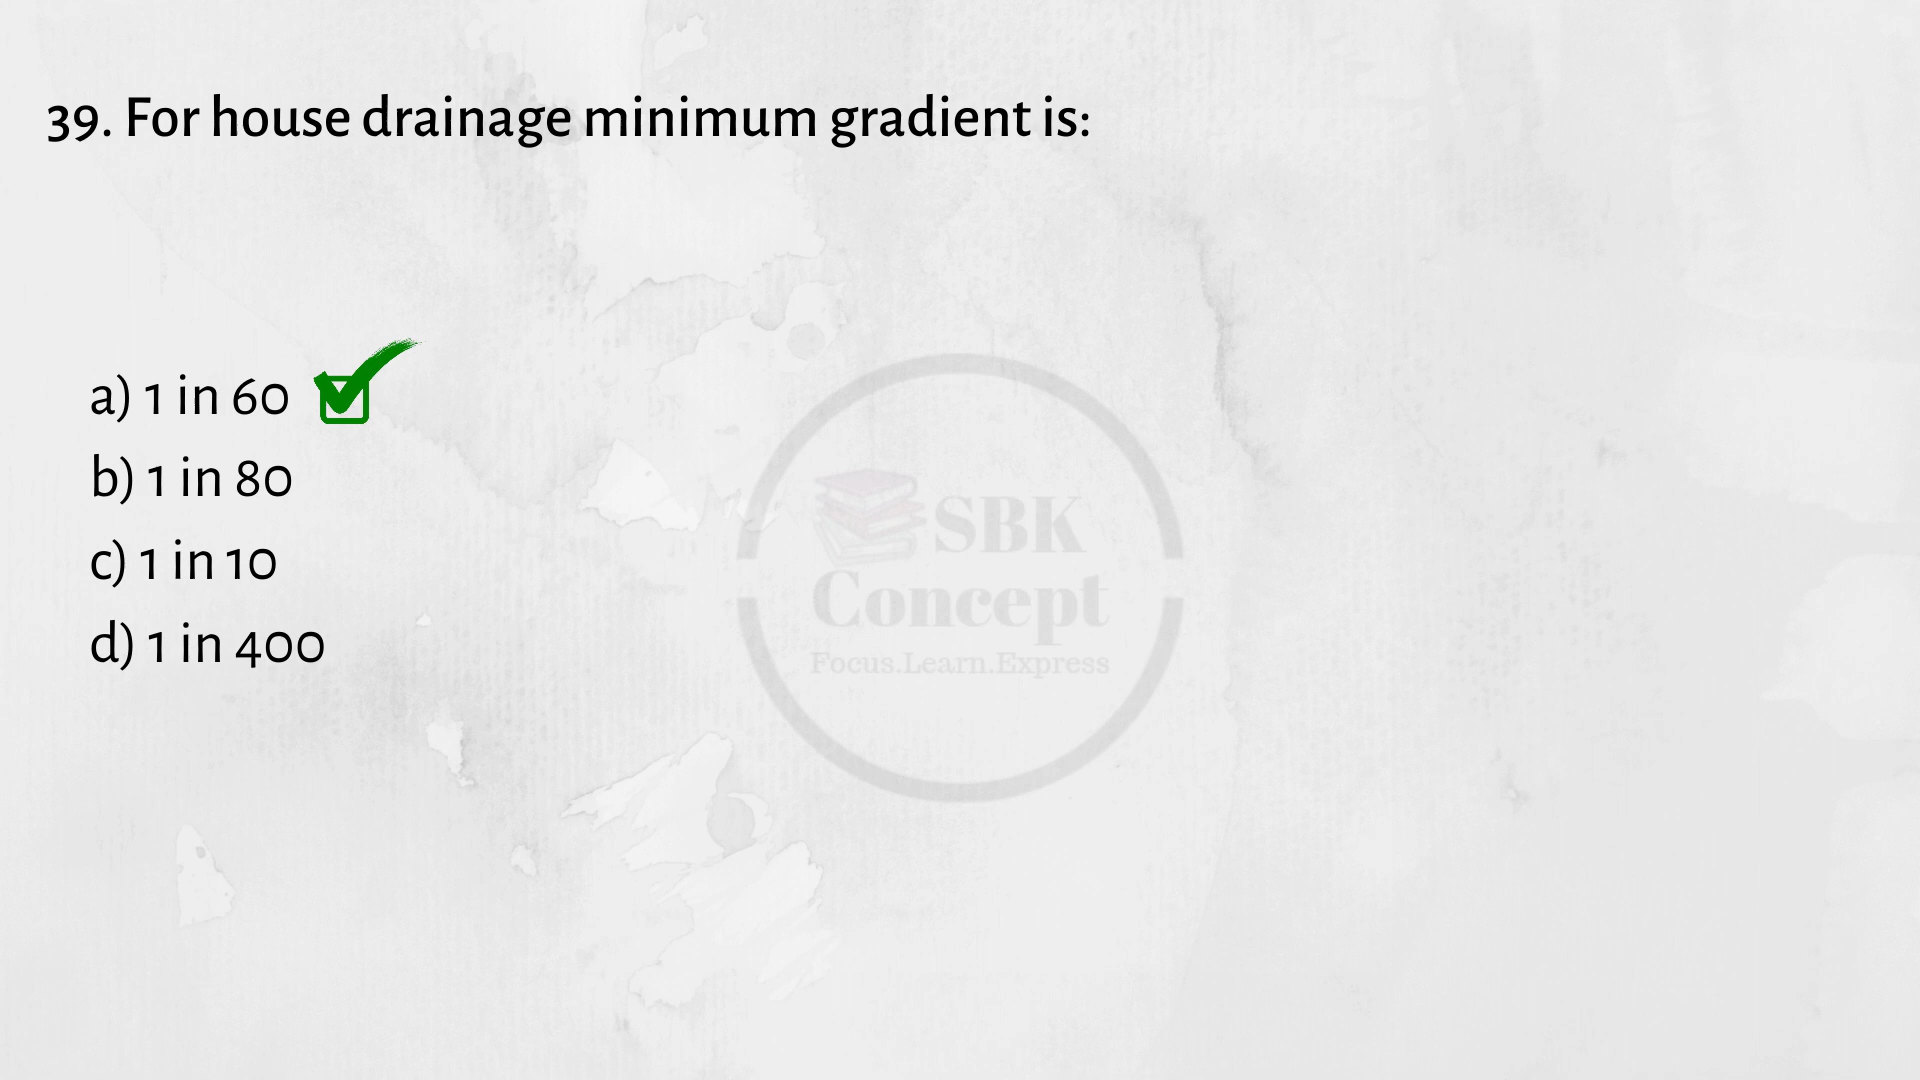 39. For house drainage minimum gradient is:
a) 1 in 60
b) 1 in 80
c) 1 in 10
d) 1 in 400
SBK
Concept
Focus.Learn.Express